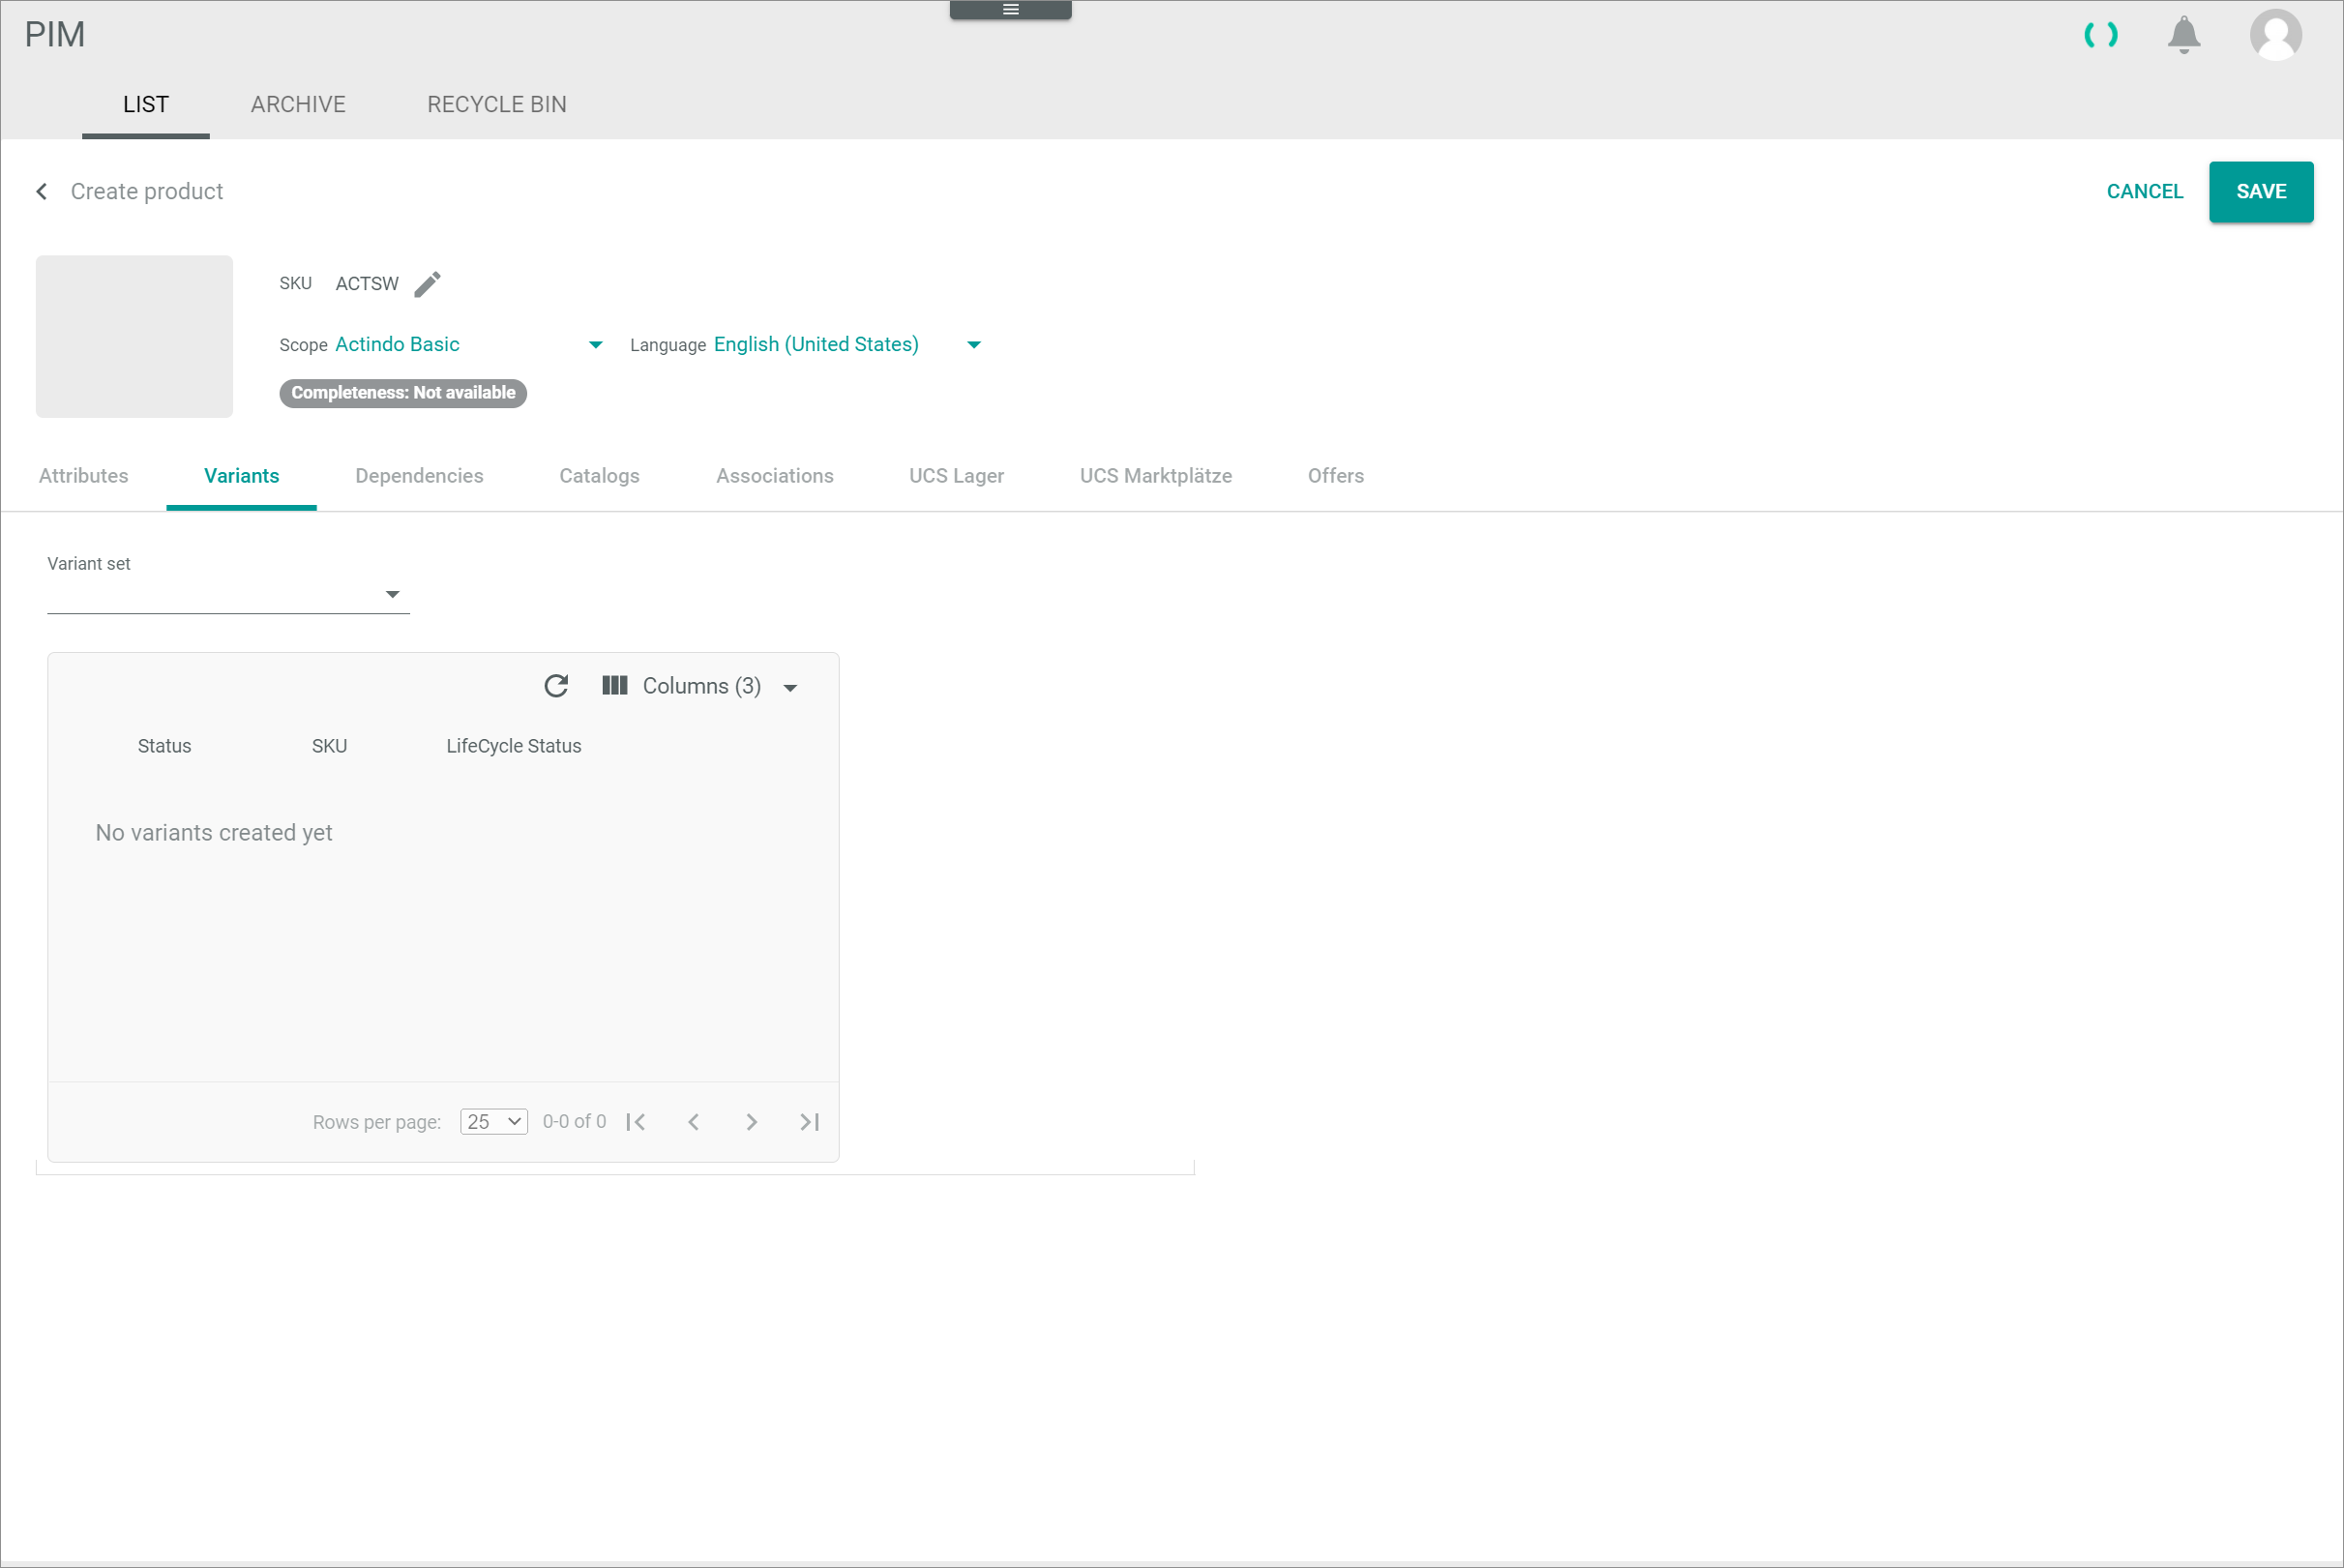 PIM
LIST ARCHIVE RECYCLE BIN
Create product CANCEL SAVE
SKU ACTSW
Scope Actindo Basic Language English (United States)
Completeness: Not available
Attributes Variants Dependencies Catalogs Associations UCS Lager UCS Marktplätze Offers
Variant set
Columns (3)
Status SKU LifeCycle Status
No variants created yet
Rows per page: 25 0-0 of 0